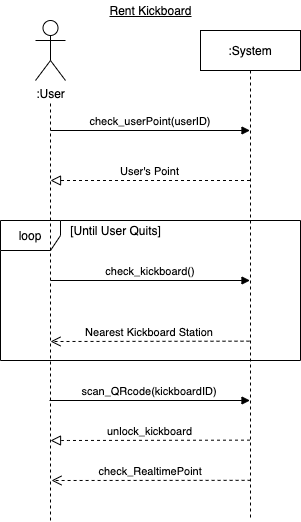 Rent Kickboard
:System
:User
check_userPoint(userID)
User's Point
loop
[Until User Quits]
check_kickboard()
Nearest Kickboard Station
scan_QRcode(kickboardID)
unlock_kickboard
check_RealtimePoint